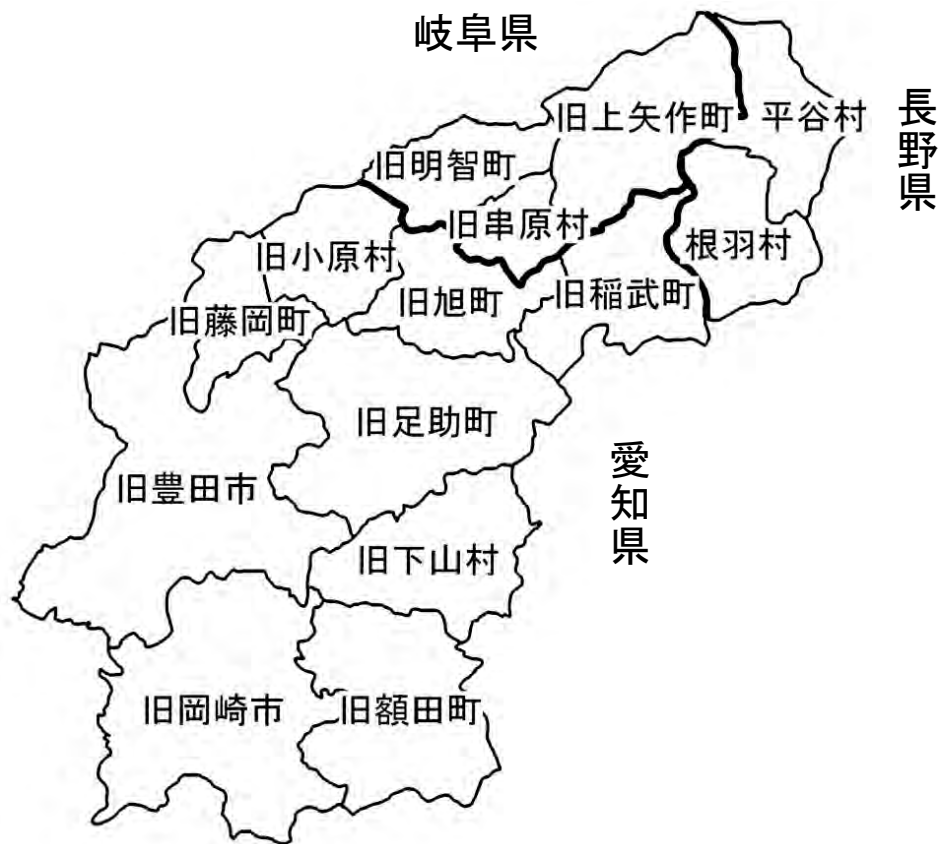 岐阜県
長野県
旧上矢作町
平谷村
旧明智町
旧串原村
根羽村
旧小原村
旧旭町
旧稲武町
旧藤岡町
旧足助町
愛知県
旧豊田市
旧下山村
旧岡崎市
旧額田町